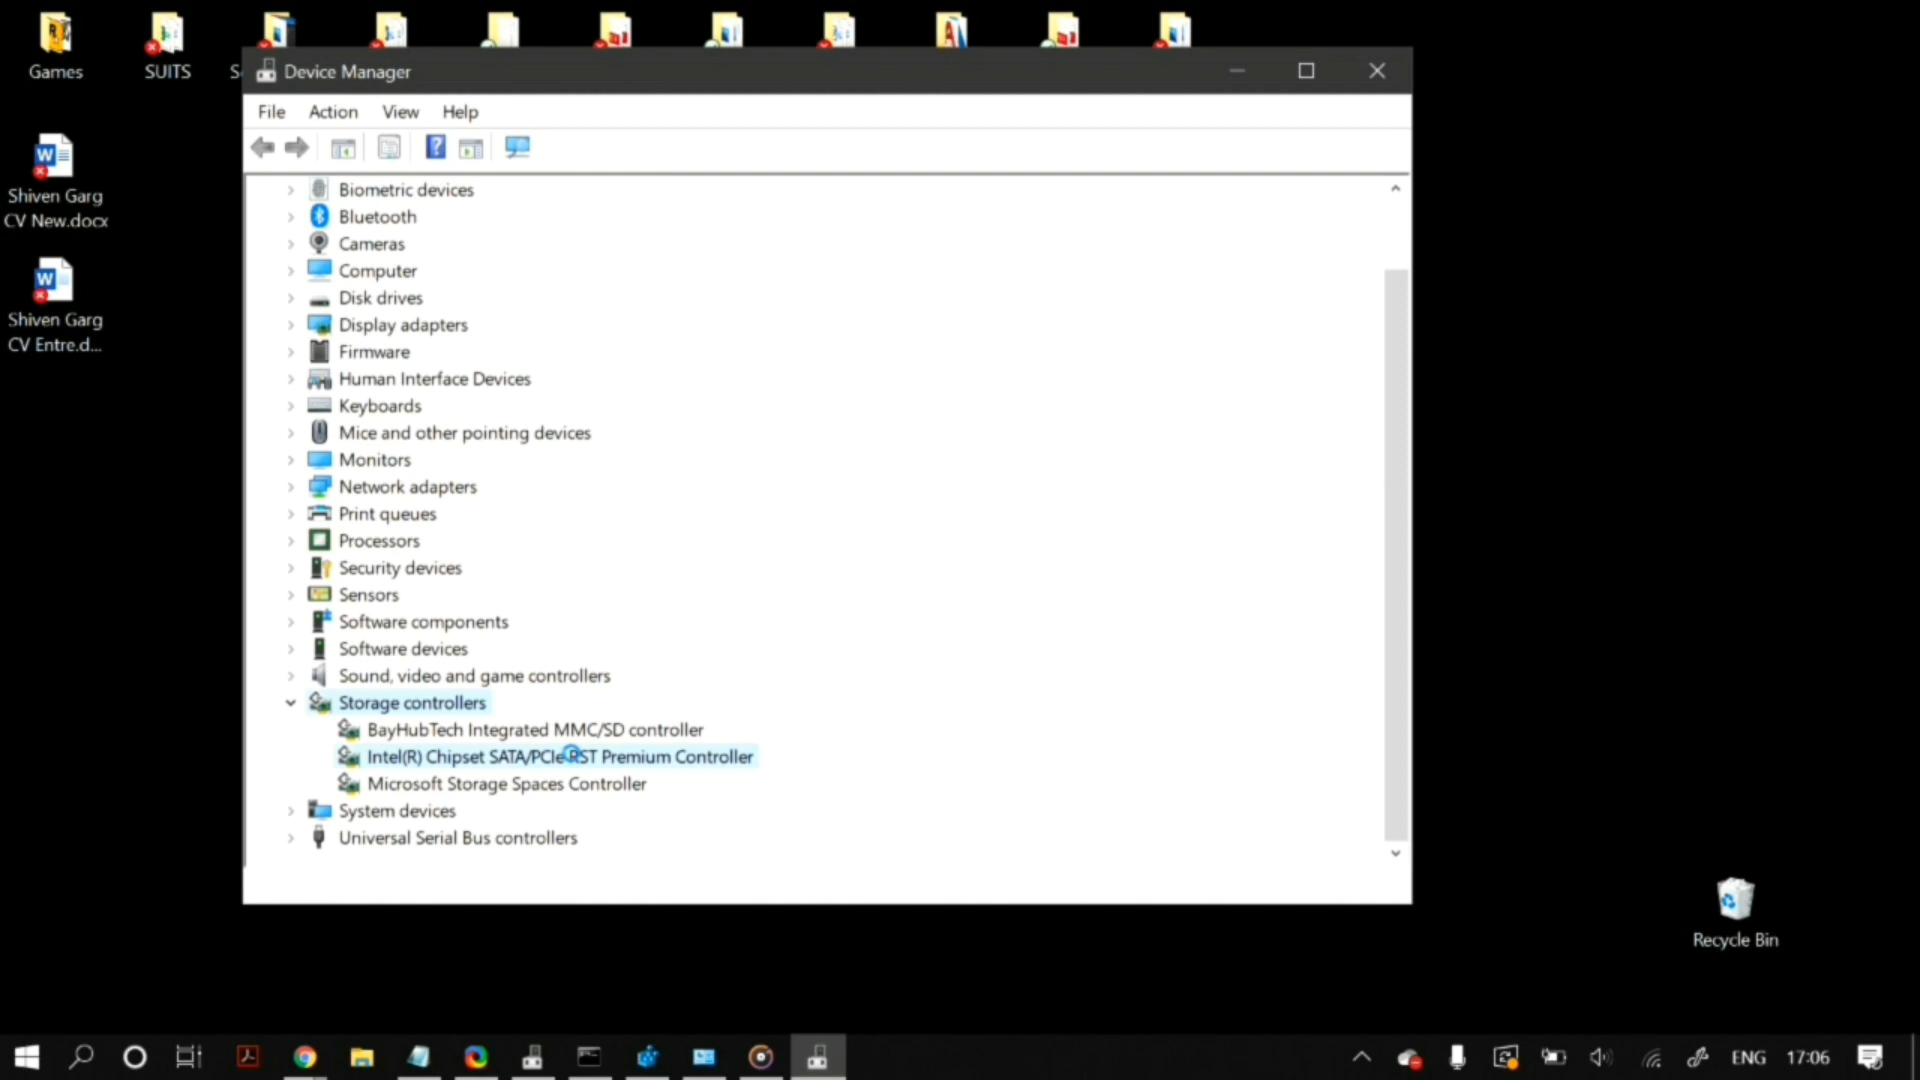 Games
SUITS
Device Manager
File Action View Help
Shiven Garg
CV New.docx
Shiven Garg
CV Entre.d...
Biometric devices
Bluetooth
Cameras
Computer
Disk drives
Display adapters
Firmware
Human Interface Devices
Keyboards
Mice and other pointing devices
Monitors
Network adapters
Print queues
Processors
Security devices
Sensors
Software components
Software devices
Sound, video and game controllers
Storage controllers
BayHubTech Integrated MMC/SD controller
Intel(R) Chipset SATA/PCIe RST Premium Controller
Microsoft Storage Spaces Controller
System devices
Universal Serial Bus controllers
Recycle Bin
ENG 17:06